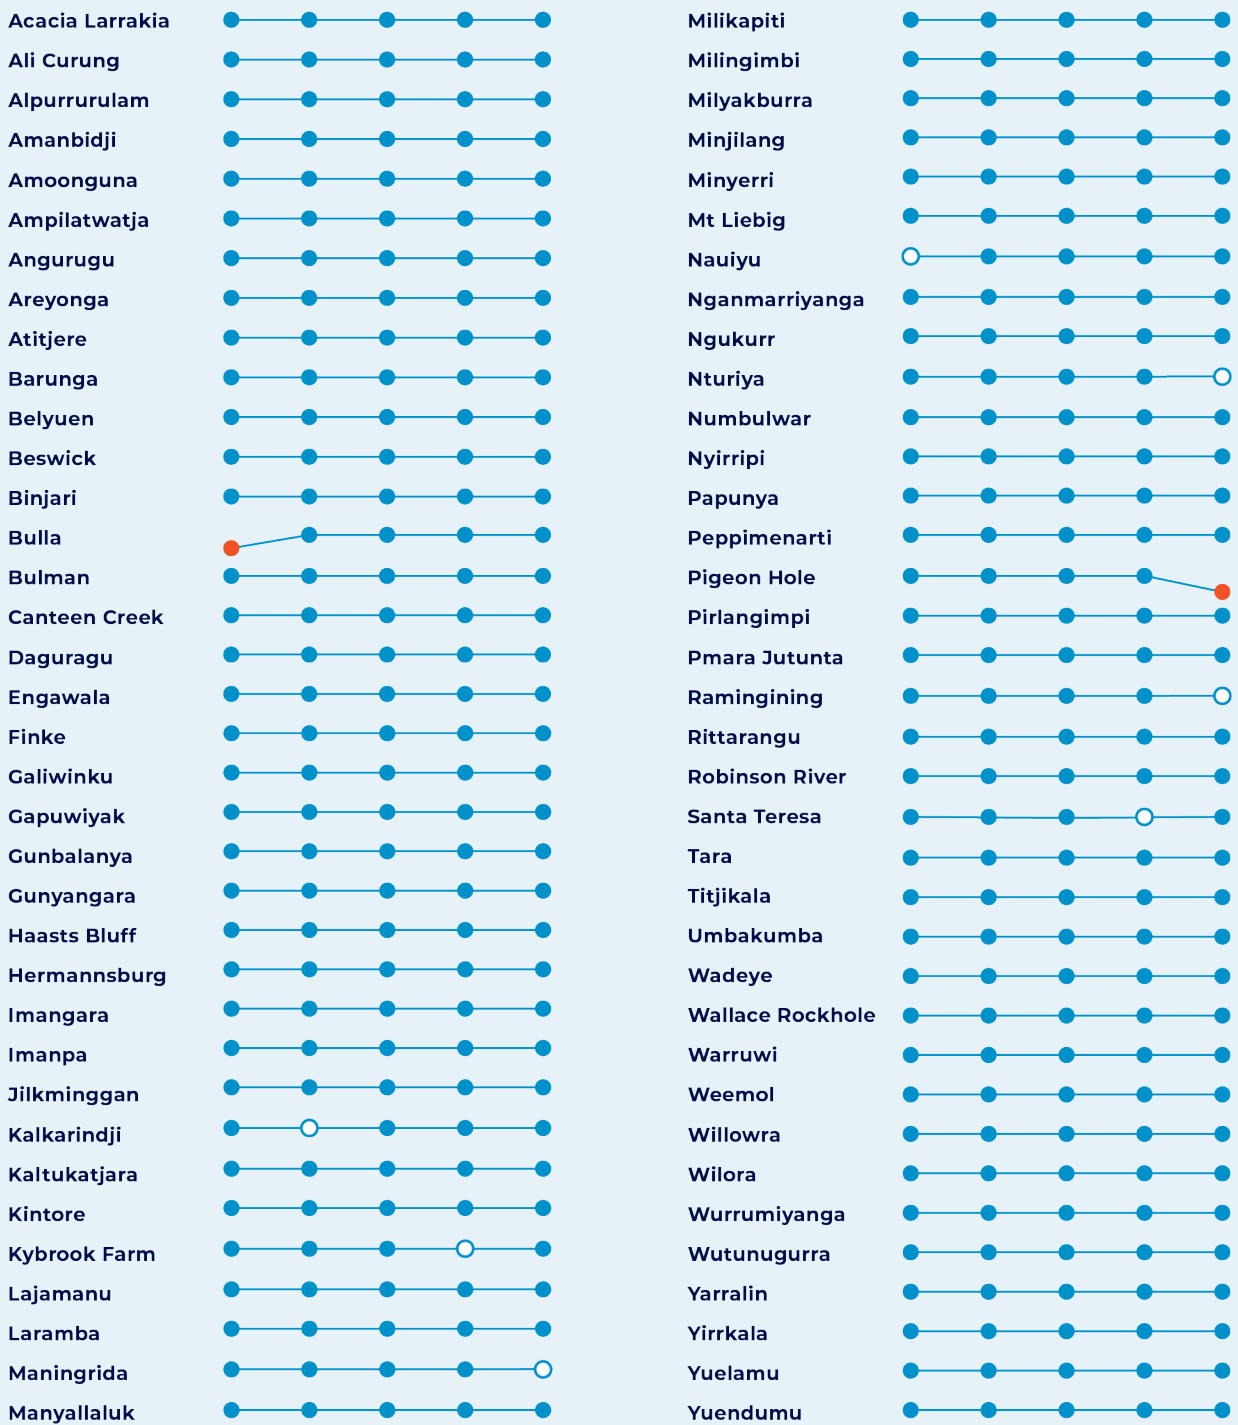 Acacia Larrakia
Ali Curung
Alpurrurulam
Amanbidji
Amoonguna
Ampilatwatja
Angurugu
Areyonga
Atitjere
Barunga
Belyuen
Beswick
Binjari
Bulla
Bulman
Canteen Creek
Daguragu
Engawala
Finke
Galiwinku
Gapuwiyak
Gunbalanya
Gunyangara
Haasts Bluff
Hermannsburg
Imangara
Imanpa
Jilkminggan
Kalkarindji
Kaltukatjara
Kintore
Kybrook Farm
Lajamanu
Laramba
Maningrida
Manyallaluk
Milikapiti
Milingimbi
Milyakburra
Minjilang
Minyerri
Mt Liebig
Nauiyu
Nganmarriyanga
Ngukurr
Nturiya
Numbulwar
Nyirripi
Papunya
Peppimenarti
Pigeon Hole
Pirlangimpi
Pmara Jutunta
Ramingining
Rittarangu
Robinson River
Santa Teresa
Tara
Titjikala
Umbakumba
Wadeye
Wallace Rockhole
Warruwi
Weemol
Willowra
Wilora
Wurrumiyanga
Wutunugurra
Yarralin
Yirrkala
Yuelamu
Yuendumu